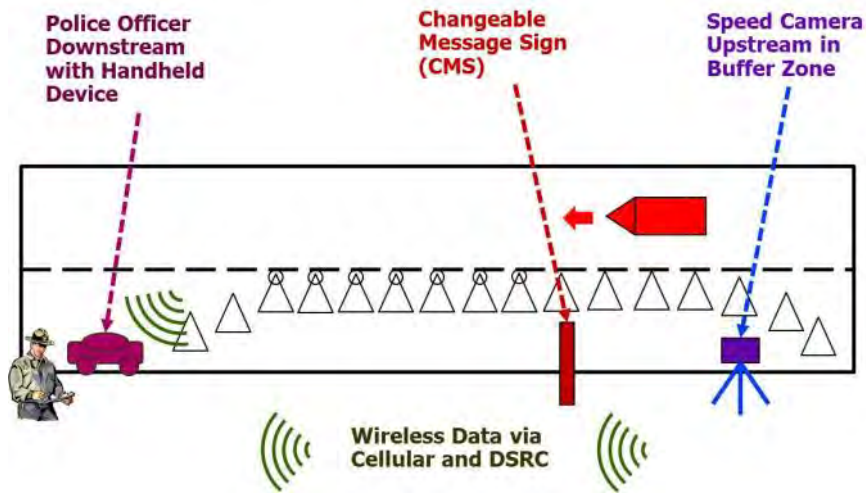 Police Officer
Downstream
with Handheld
Device
Changeable
Message Sign
(CMS)
Speed Camera
Upstream in
Buffer Zone
Wireless Data via
Cellular and DSRC